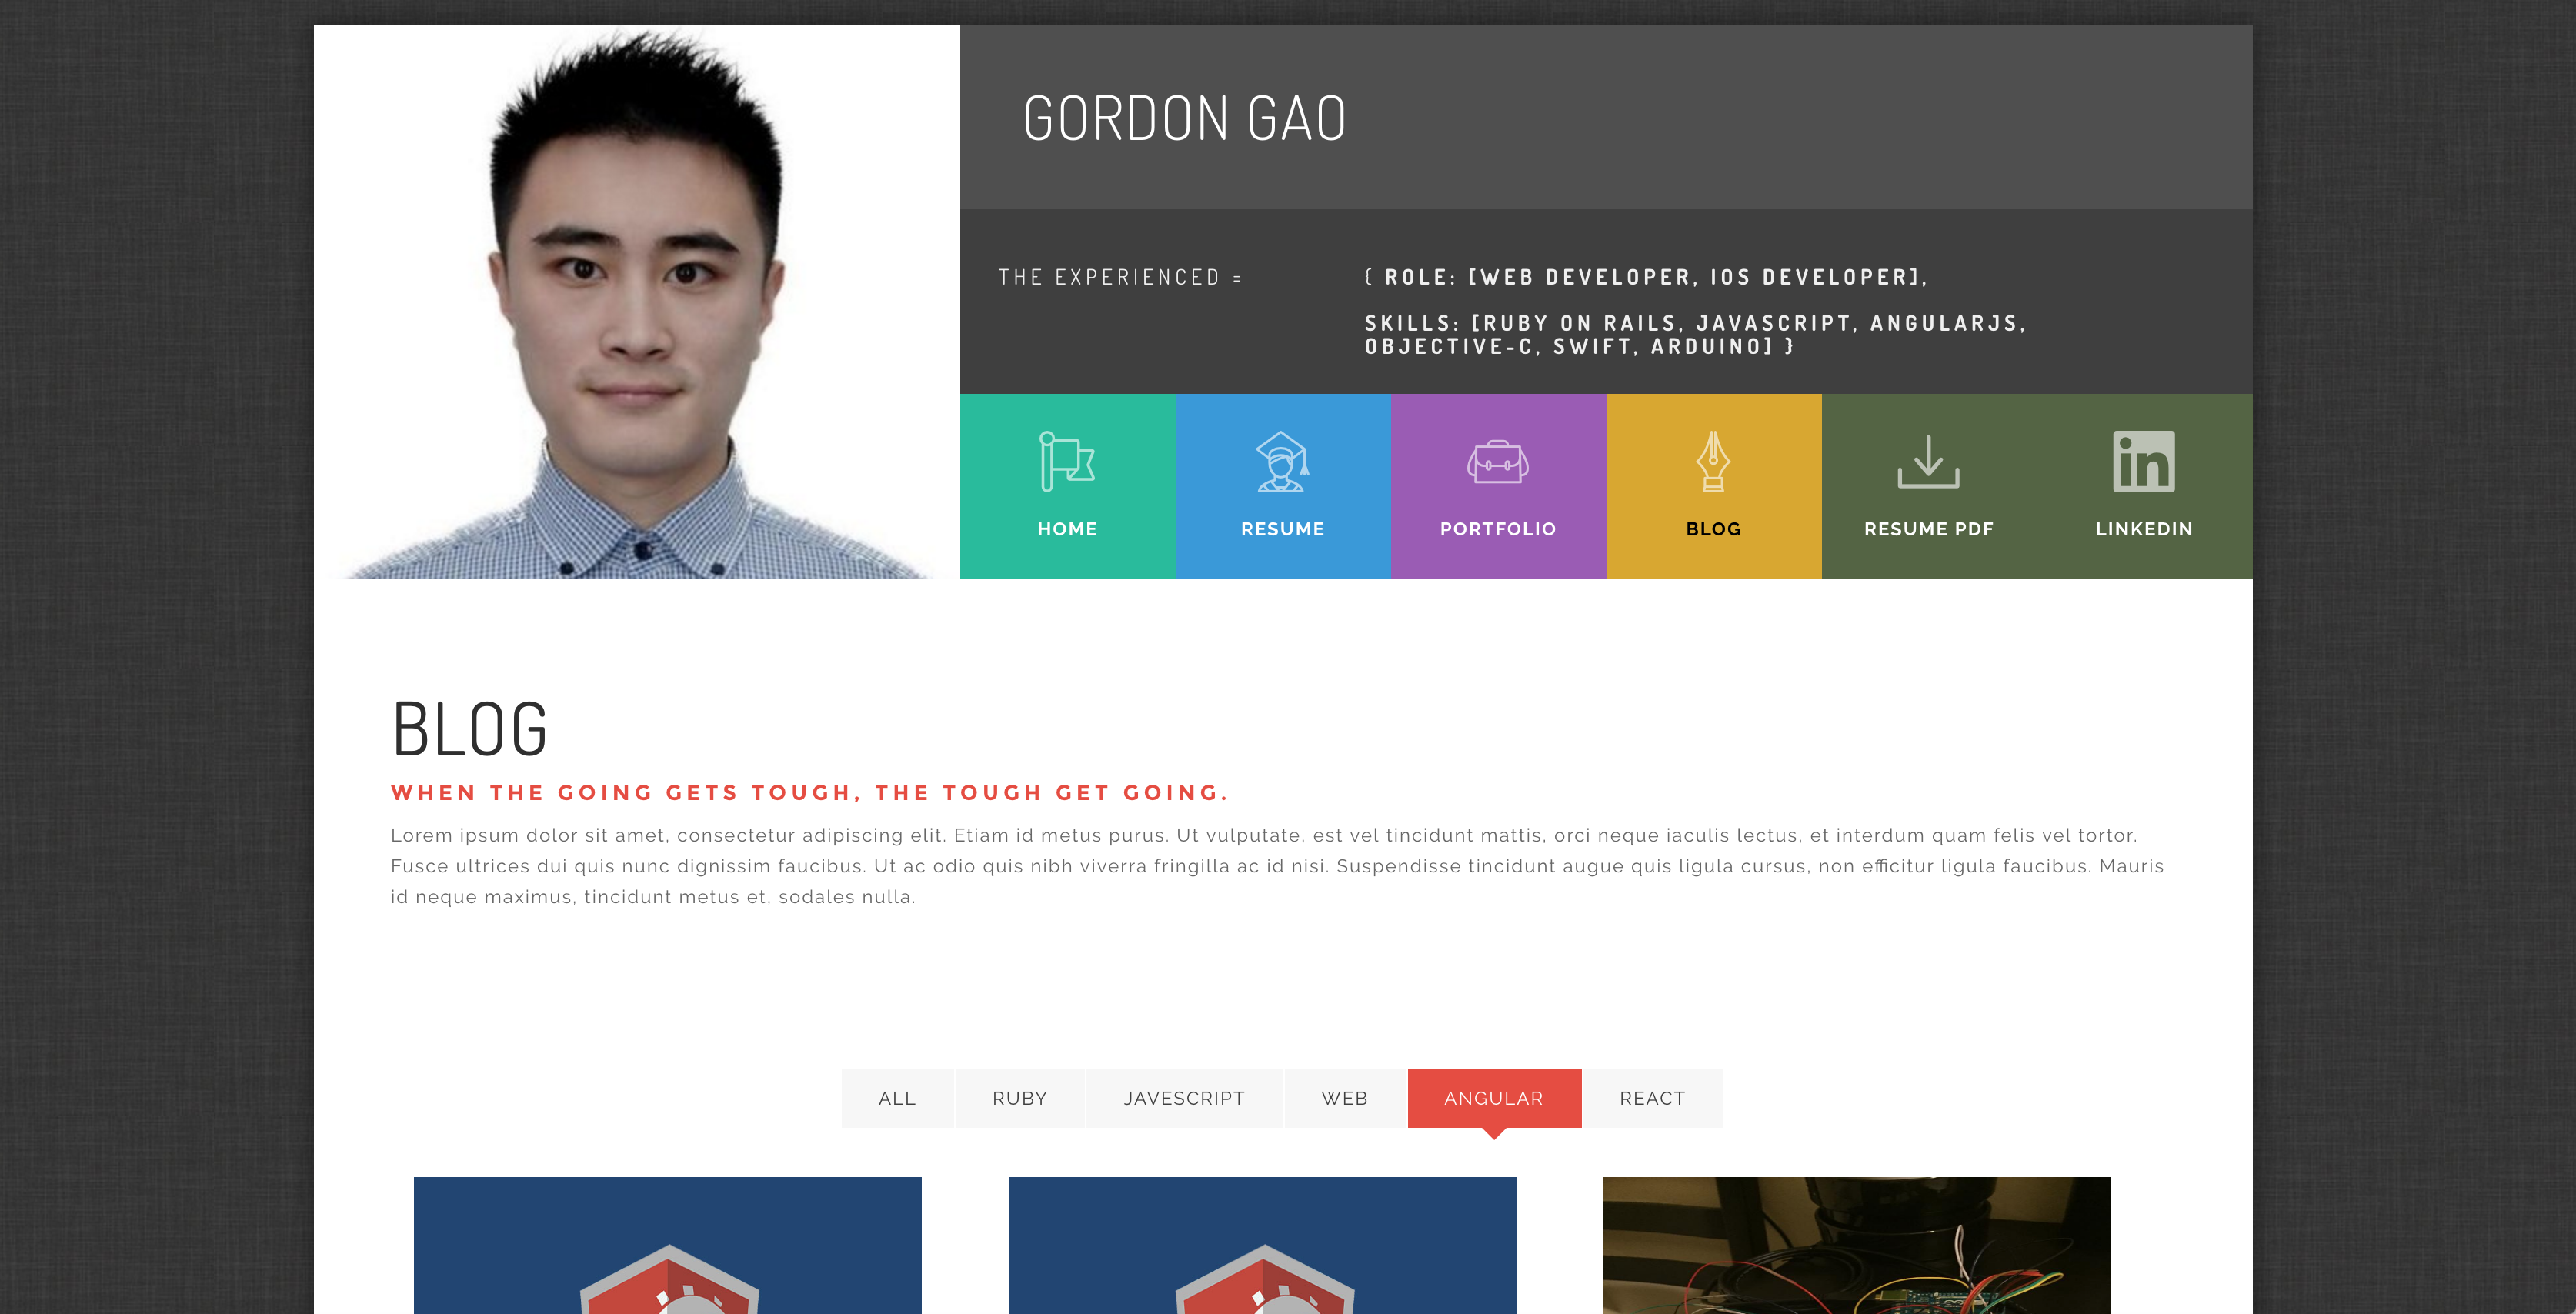 GORDON GAO
THE EXPERIENCED =
{ ROLE: [WEB DEVELOPER, IOS DEVELOPER],
SKILLS: [RUBY ON RAILS, JAVASCRIPT, ANGULARJS,
OBJECTIVE-C, SWIFT, ARDUINO] }
HOME
RESUME
PORTFOLIO
BLOG
RESUME PDF
in
LINKEDIN
BLOG
WHEN THE GOING GETS TOUGH, THE TOUGH GET GOING.
Lorem ipsum dolor sit amet, consectetur adipiscing elit. Etiam id metus purus. Ut vulputate, est vel tincidunt mattis, orci neque iaculis lectus, et interdum quam felis vel tortor.
Fusce ultrices dui quis nunc dignissim faucibus. Ut ac odio quis nibh viverra fringilla ac id nisi. Suspendisse tincidunt augue quis ligula cursus, non efficitur ligula faucibus. Mauris
id neque maximus, tincidunt metus et, sodales nulla.
ALL
RUBY
JAVESCRIPT
WEB
ANGULAR
REACT